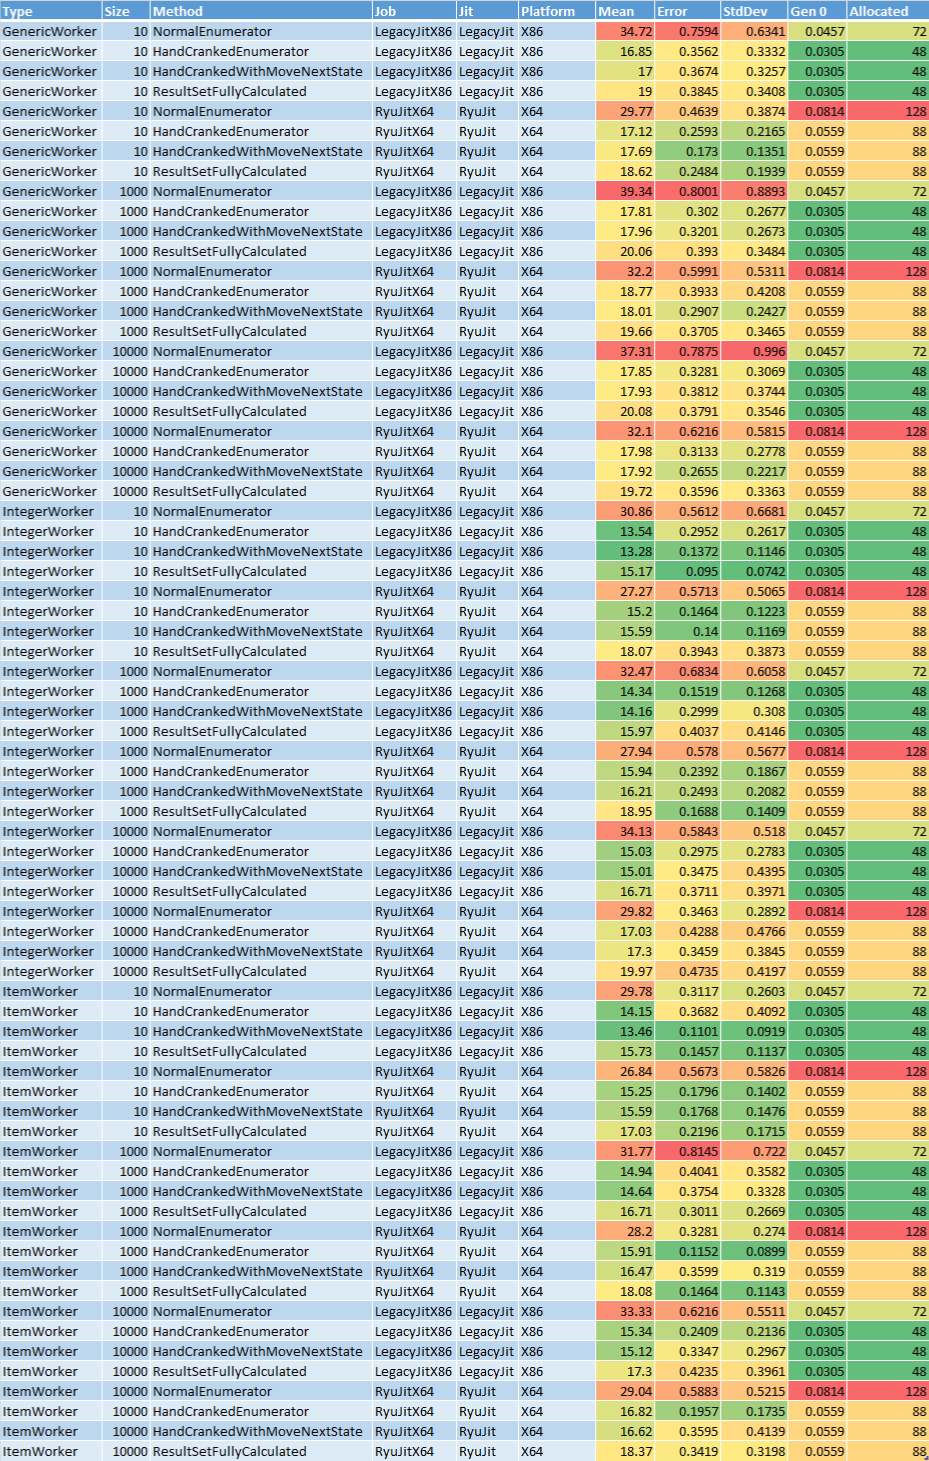 Type Size Method Job Jit Platform Mean Error StdDev Gen 0 Allocated
GenericWorker 10 NormalEnumerator LegacyJitX86 LegacyJit X86 34.72 0.7594 0.6341 0.0457 72
GenericWorker 10 HandCrankedEnumerator LegacyJitX86 LegacyJit X86 16.85 0.3562 0.3332 0.0305 48
GenericWorker 10 HandCrankedWithMoveNextState LegacyJitX86 LegacyJit X86 17 0.3674 0.3257 0.0305 48
GenericWorker 10 ResultSetFullyCalculated LegacyJitX86 LegacyJit X86 19 0.3845 0.3408 0.0305 48
GenericWorker 10 NormalEnumerator RyuJitX64 RyuJit X64 29.77 0.4639 0.3874 0.0814 128
GenericWorker 10 HandCrankedEnumerator RyuJitX64 RyuJit X64 17.12 0.2593 0.2165 0.0559 88
GenericWorker 10 HandCrankedWithMoveNextState RyuJitX64 RyuJit X64 17.69 0.173 0.1351 0.0559 88
GenericWorker 10 ResultSetFullyCalculated RyuJitX64 RyuJit X64 18.62 0.2484 0.1939 0.0559 88
GenericWorker 1000 NormalEnumerator LegacyJitX86 LegacyJit X86 39.34 0.8001 0.8893 0.0457 72
GenericWorker 1000 HandCrankedEnumerator LegacyJitX86 LegacyJit X86 17.81 0.302 0.2677 0.0305 48
GenericWorker 1000 HandCrankedWithMoveNextState LegacyJitX86 LegacyJit X86 17.96 0.3201 0.2673 0.0305 48
GenericWorker 1000 ResultSetFullyCalculated LegacyJitX86 LegacyJit X86 20.06 0.393 0.3484 0.0305 48
GenericWorker 1000 NormalEnumerator RyuJitX64 RyuJit X64 32.2 0.5991 0.5311 0.0814 128
GenericWorker 1000 HandCrankedEnumerator RyuJitX64 RyuJit X64 18.77 0.3933 0.4208 0.0559 88
GenericWorker 1000 HandCrankedWithMoveNextState RyuJitX64 RyuJit X64 18.01 0.2907 0.2427 0.0559 88
GenericWorker 1000 ResultSetFullyCalculated RyuJitX64 RyuJit X64 19.66 0.3705 0.3465 0.0559 88
GenericWorker 10000 NormalEnumerator LegacyJitX86 LegacyJit X86 37.31 0.7875 0.996 0.0457 72
GenericWorker 10000 HandCrankedEnumerator LegacyJitX86 LegacyJit X86 17.85 0.3281 0.3069 0.0305 48
GenericWorker 10000 HandCrankedWithMoveNextState LegacyJitX86 LegacyJit X86 17.93 0.3812 0.3744 0.0305 48
GenericWorker 10000 ResultSetFullyCalculated LegacyJitX86 LegacyJit X86 20.08 0.3791 0.3546 0.0305 48
GenericWorker 10000 NormalEnumerator RyuJitX64 RyuJit X64 32.1 0.6216 0.5815 0.0814 128
GenericWorker 10000 HandCrankedEnumerator RyuJitX64 RyuJit X64 17.98 0.3133 0.2778 0.0559 88
GenericWorker 10000 HandCrankedWithMoveNextState RyuJitX64 RyuJit X64 17.92 0.2655 0.2217 0.0559 88
GenericWorker 10000 ResultSetFullyCalculated RyuJitX64 RyuJit X64 19.72 0.3596 0.3363 0.0559 88
IntegerWorker 10 NormalEnumerator LegacyJitX86 LegacyJit X86 30.86 0.5612 0.6681 0.0457 72
IntegerWorker 10 HandCrankedEnumerator LegacyJitX86 LegacyJit X86 13.54 0.2952 0.2617 0.0305 48
IntegerWorker 10 HandCrankedWithMoveNextState LegacyJitX86 LegacyJit X86 13.28 0.1372 0.1146 0.0305 48
IntegerWorker 10 ResultSetFullyCalculated LegacyJitX86 LegacyJit X86 15.17 0.095 0.0742 0.0305 48
IntegerWorker 10 NormalEnumerator RyuJitX64 RyuJit X64 27.27 0.5713 0.5065 0.0814 128
IntegerWorker 10 HandCrankedEnumerator RyuJitX64 RyuJit X64 15.2 0.1464 0.1223 0.0559 88
IntegerWorker 10 HandCrankedWithMoveNextState RyuJitX64 RyuJit X64 15.59 0.14 0.1169 0.0559 88
IntegerWorker 10 ResultSetFullyCalculated RyuJitX64 RyuJit X64 18.07 0.3943 0.3873 0.0559 88
IntegerWorker 1000 NormalEnumerator LegacyJitX86 LegacyJit X86 32.47 0.6834 0.6058 0.0457 72
IntegerWorker 1000 HandCrankedEnumerator LegacyJitX86 LegacyJit X86 14.34 0.1519 0.1268 0.0305 48
IntegerWorker 1000 HandCrankedWithMoveNextState LegacyJitX86 LegacyJit X86 14.16 0.2999 0.308 0.0305 48
IntegerWorker 1000 ResultSetFullyCalculated LegacyJitX86 LegacyJit X86 15.97 0.4037 0.4146 0.0305 48
IntegerWorker 1000 NormalEnumerator RyuJitX64 RyuJit X64 27.94 0.578 0.5677 0.0814 128
IntegerWorker 1000 HandCrankedEnumerator RyuJitX64 RyuJit X64 15.94 0.2392 0.1867 0.0559 88
IntegerWorker 1000 HandCrankedWithMoveNextState RyuJitX64 RyuJit X64 16.21 0.2493 0.2082 0.0559 88
IntegerWorker 1000 ResultSetFullyCalculated RyuJitX64 RyuJit X64 18.95 0.1688 0.1409 0.0559 88
IntegerWorker 10000 NormalEnumerator LegacyJitX86 LegacyJit X86 34.13 0.5843 0.518 0.0457 72
IntegerWorker 10000 HandCrankedEnumerator LegacyJitX86 LegacyJit X86 15.03 0.2975 0.2783 0.0305 48
IntegerWorker 10000 HandCrankedWithMoveNextState LegacyJitX86 LegacyJit X86 15.01 0.3475 0.4395 0.0305 48
IntegerWorker 10000 ResultSetFullyCalculated LegacyJitX86 LegacyJit X86 16.71 0.3711 0.3971 0.0305 48
IntegerWorker 10000 NormalEnumerator RyuJitX64 RyuJit X64 29.82 0.3463 0.2892 0.0814 128
IntegerWorker 10000 HandCrankedEnumerator RyuJitX64 RyuJit X64 17.03 0.4288 0.4766 0.0559 88
IntegerWorker 10000 HandCrankedWithMoveNextState RyuJitX64 RyuJit X64 17.3 0.3459 0.3845 0.0559 88
IntegerWorker 10000 ResultSetFullyCalculated RyuJitX64 RyuJit X64 19.97 0.4735 0.4197 0.0559 88
ItemWorker 10 NormalEnumerator LegacyJitX86 LegacyJit X86 29.78 0.3117 0.2603 0.0457 72
ItemWorker 10 HandCrankedEnumerator LegacyJitX86 LegacyJit X86 14.15 0.3682 0.4092 0.0305 48
ItemWorker 10 HandCrankedWithMoveNextState LegacyJitX86 LegacyJit X86 13.46 0.1101 0.0919 0.0305 48
ItemWorker 10 ResultSetFullyCalculated LegacyJitX86 LegacyJit X86 15.73 0.1457 0.1137 0.0305 48
ItemWorker 10 NormalEnumerator RyuJitX64 RyuJit X64 26.84 0.5673 0.5826 0.0814 128
ItemWorker 10 HandCrankedEnumerator RyuJitX64 RyuJit X64 15.25 0.1796 0.1402 0.0559 88
ItemWorker 10 HandCrankedWithMoveNextState RyuJitX64 RyuJit X64 15.59 0.1768 0.1476 0.0559 88
ItemWorker 10 ResultSetFullyCalculated RyuJitX64 RyuJit X64 17.03 0.2196 0.1715 0.0559 88
ItemWorker 1000 NormalEnumerator LegacyJitX86 LegacyJit X86 31.77 0.8145 0.722 0.0457 72
ItemWorker 1000 HandCrankedEnumerator LegacyJitX86 LegacyJit X86 14.94 0.4041 0.3582 0.0305 48
ItemWorker 1000 HandCrankedWithMoveNextState LegacyJitX86 LegacyJit X86 14.64 0.3754 0.3328 0.0305 48
ItemWorker 1000 ResultSetFullyCalculated LegacyJitX86 LegacyJit X86 16.71 0.3011 0.2669 0.0305 48
ItemWorker 1000 NormalEnumerator RyuJitX64 RyuJit X64 28.2 0.3281 0.274 0.0814 128
ItemWorker 1000 HandCrankedEnumerator RyuJitX64 RyuJit X64 15.91 0.1152 0.0899 0.0559 88
ItemWorker 1000 HandCrankedWithMoveNextState RyuJitX64 RyuJit X64 16.47 0.3599 0.319 0.0559 88
ItemWorker 1000 ResultSetFullyCalculated RyuJitX64 RyuJit X64 18.08 0.1464 0.1143 0.0559 88
ItemWorker 10000 NormalEnumerator LegacyJitX86 LegacyJit X86 33.33 0.6216 0.5511 0.0457 72
ItemWorker 10000 HandCrankedEnumerator LegacyJitX86 LegacyJit X86 15.34 0.2409 0.2136 0.0305 48
ItemWorker 10000 HandCrankedWithMoveNextState LegacyJitX86 LegacyJit X86 15.12 0.3347 0.2967 0.0305 48
ItemWorker 10000 ResultSetFullyCalculated LegacyJitX86 LegacyJit X86 17.3 0.4235 0.3961 0.0305 48
ItemWorker 10000 NormalEnumerator RyuJitX64 RyuJit X64 29.04 0.5883 0.5215 0.0814 128
ItemWorker 10000 HandCrankedEnumerator RyuJitX64 RyuJit X64 16.82 0.1957 0.1735 0.0559 88
ItemWorker 10000 HandCrankedWithMoveNextState RyuJitX64 RyuJit X64 16.62 0.3595 0.4139 0.0559 88
ItemWorker 10000 ResultSetFullyCalculated RyuJitX64 RyuJit X64 18.37 0.3419 0.3198 0.0559 88